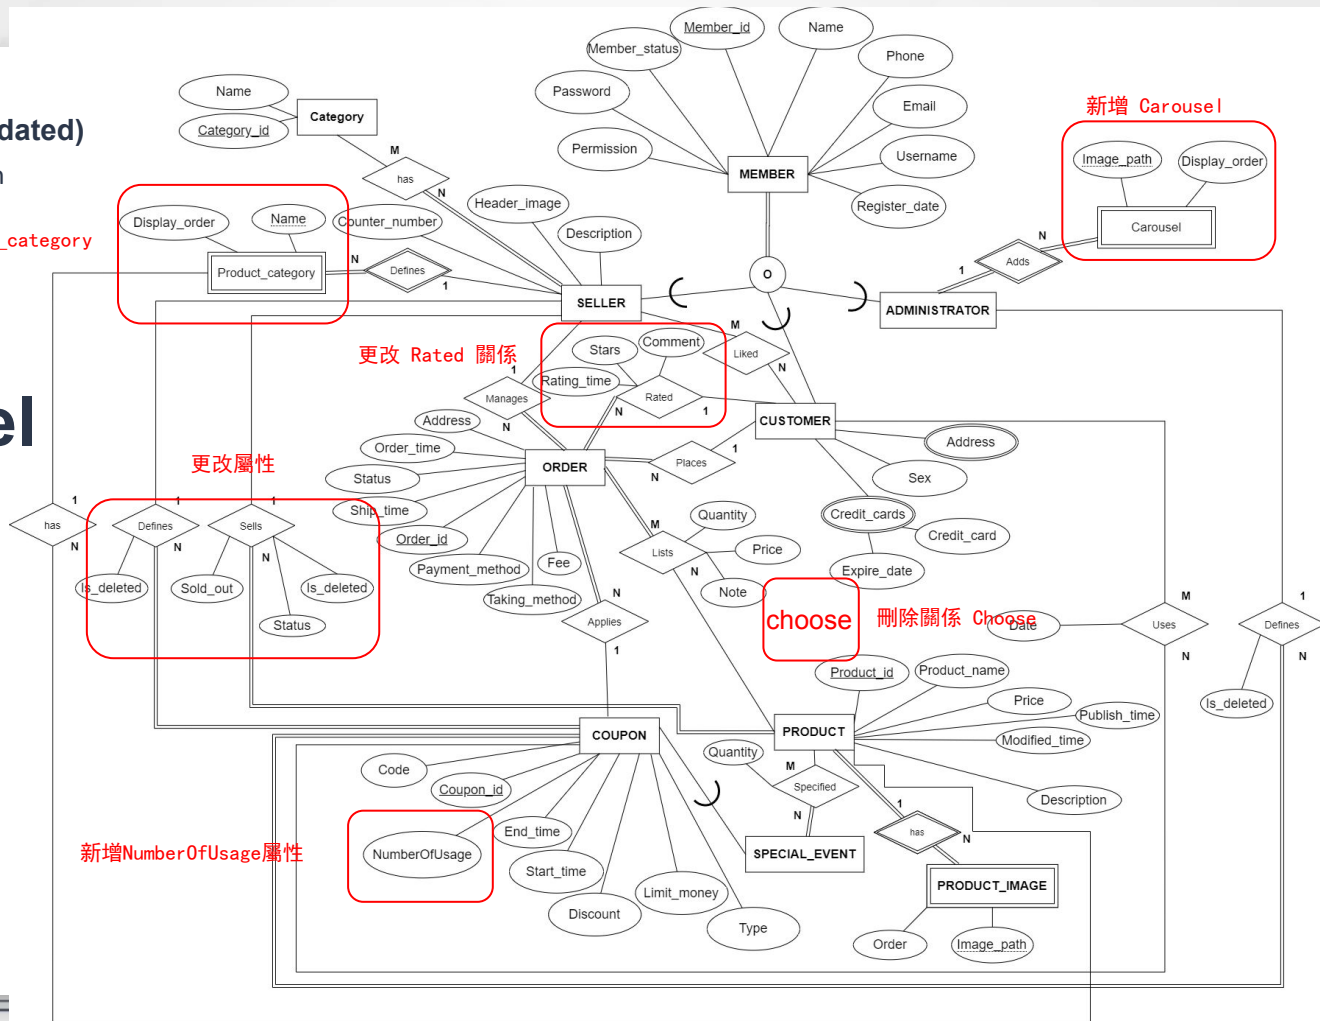 dated)
n
_category
el
Name
Category_id
Category
M
has
N
Display_order
Name
Product_category
N
Defines
1
Counter_number
Header_image
Description
SELLER
Member_status
Member_id
Name
Phone
Password
Email
Permission
Username
MEMBER
Register_date
O
新增 Carousel
Image_path
Display_order
Carousel
N
Adds
1
ADMINISTRATOR
更改 Rated 關係
Stars
Comment
Rating_time
Rated
N
1
M
Liked
N
1
Manages
N
CUSTOMER
Address
Sex
Credit_cards
Credit_card
Expire_date
1
Places
N
Address
Order_time
Status
Ship_time
Order_id
Payment_method
Taking_method
Fee
ORDER
更改屬性
1
has
N
1
Defines
N
Is_deleted
1
Sells
N
Sold_out
Is_deleted
Status
M
Lists
N
Quantity
Price
Note
N
Applies
1
choose
刪除關係 Choose
Date
M
Uses
N
1
Defines
N
Is_deleted
Product_id
Product_name
Price
Publish_time
Modified_time
Description
PRODUCT
COUPON
Code
Coupon_id
新增NumberOfUsage屬性
NumberOfUsage
End_time
Start_time
Discount
Limit_money
Type
Quantity
M
Specified
N
SPECIAL_EVENT
1
has
N
PRODUCT_IMAGE
Order
Image_path